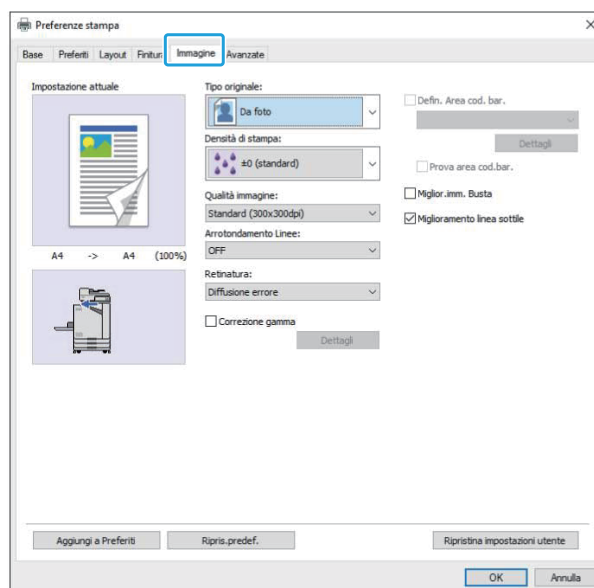 Preferenze stampa
Base Preferiti Layout Finitura Immagine Avanzate
Impostazione attuale
A4 -> A4 (100%)
Tipo originale:
Da foto
Densità di stampa:
±0 (standard)
Qualità immagine:
Standard (300x300dpi)
Arrotondamento Linee:
OFF
Retinatura:
Diffusione errore
Correzione gamma
Dettagli
Defin. Area cod. bar.
Dettagli
Prova area cod.bar.
Miglior.imm. Busta
Miglioramento linea sottile
Aggiungi a Preferiti
Ripris.predef.
Ripristina impostazioni utente
OK
Annulla